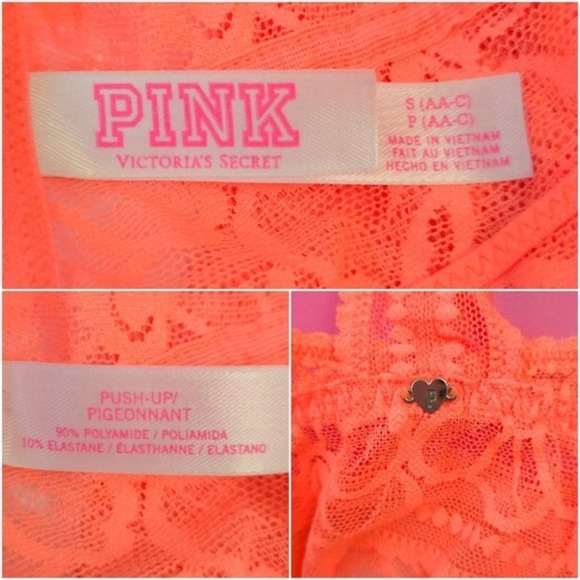 PINK
VICTORIA'S SECRET
S (AA-C)
P (AA-C)
MADE IN VIETNAM
FAIT AU VIETNAM
HECHO EN VIETNAM
PUSH-UP/
PIGEONNANT
90% POLYAMIDE / POLIAMIDA
10% ELASTANE / ÉLASTHANNE / ELASTANO